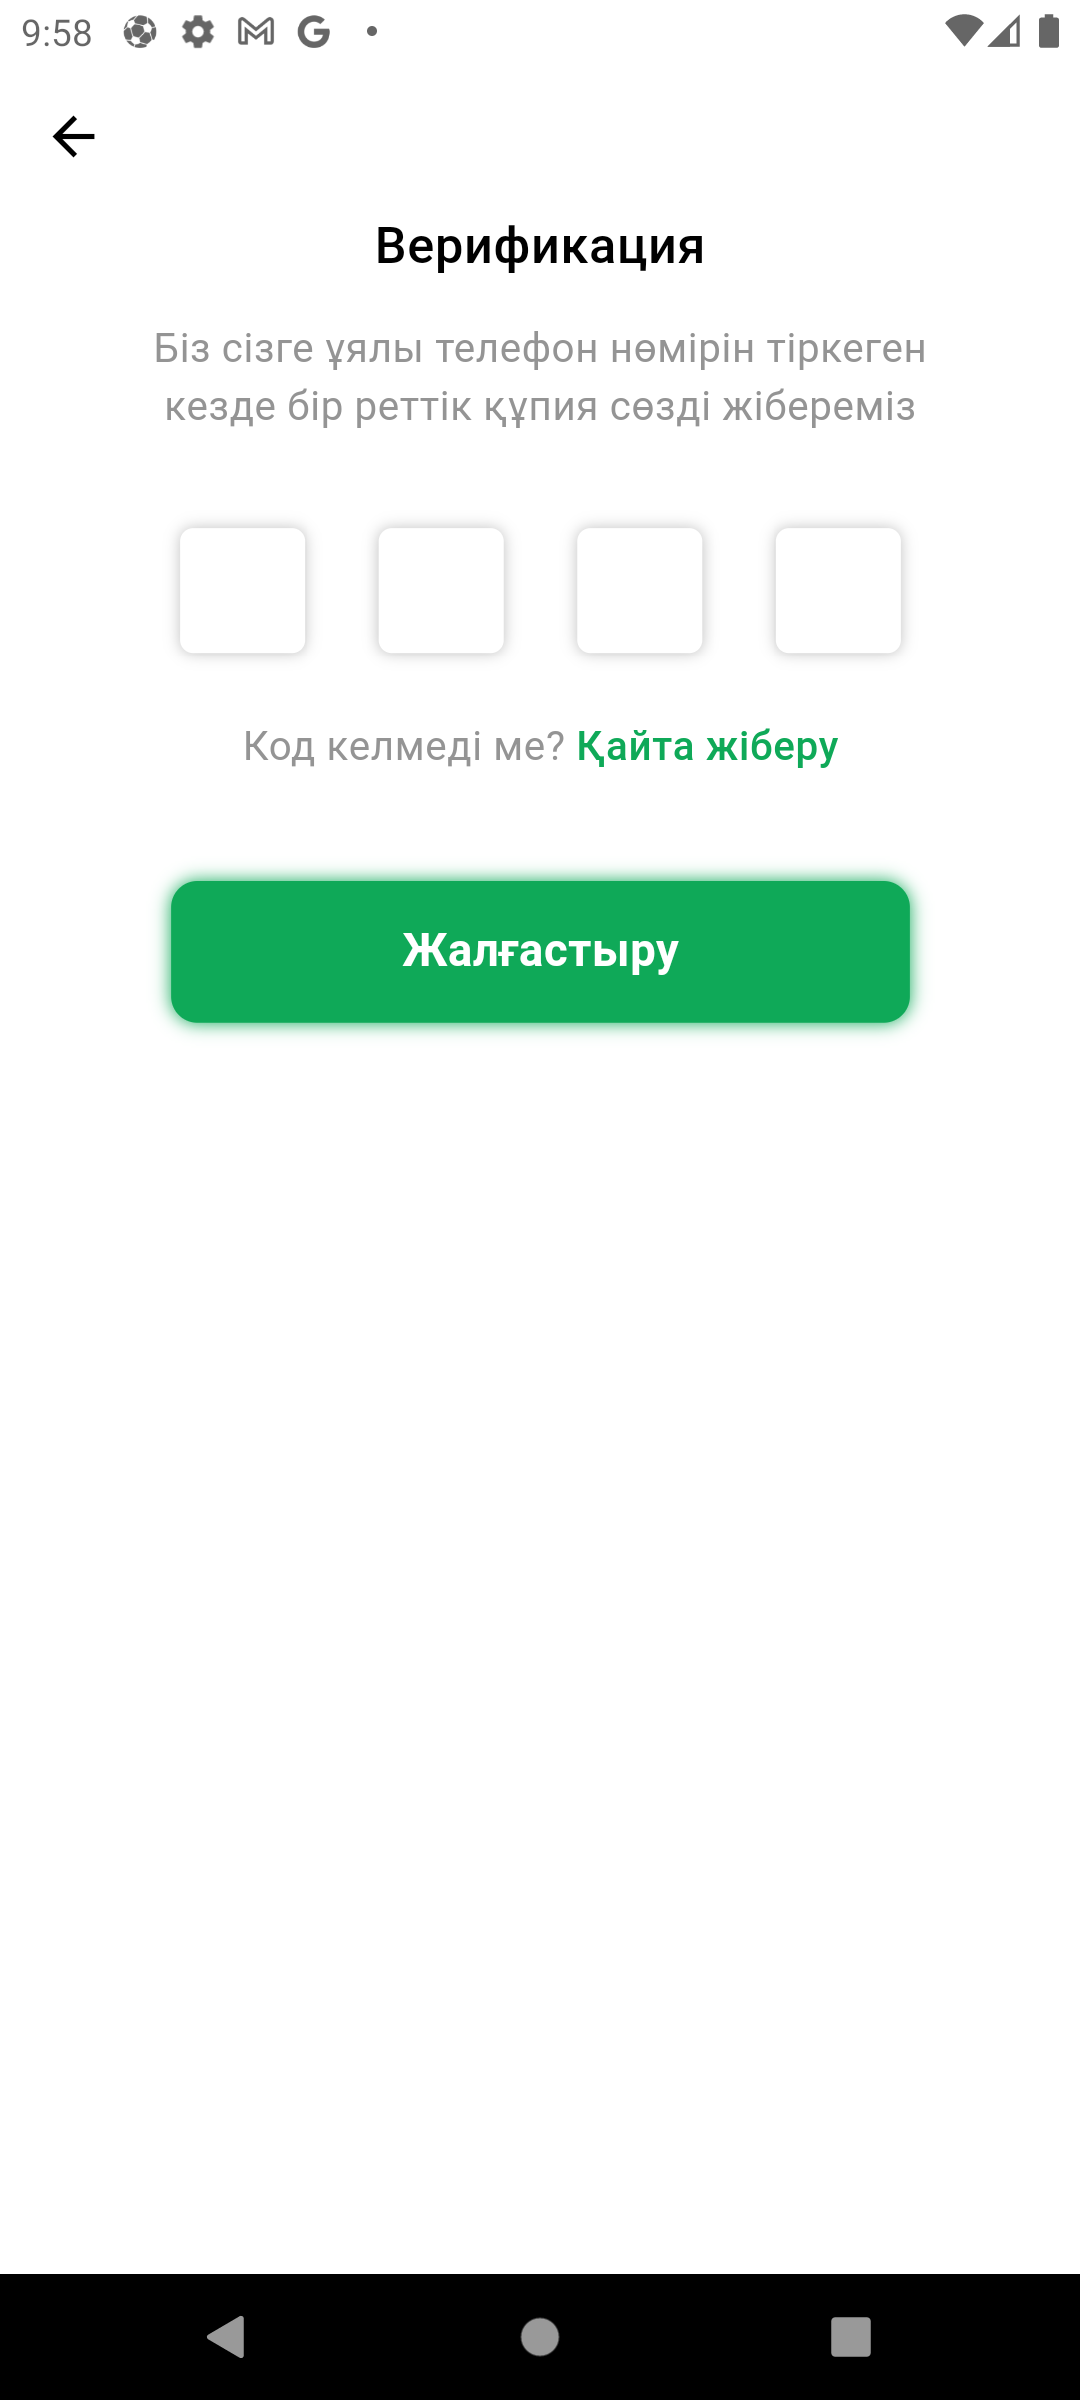 9:58
Верификация
Біз сізге ұялы телефон нөмірін тіркеген
кезде бір реттік құпия сөзді жібереміз
Код келмеді ме? Қайта жіберу
Жалғастыру